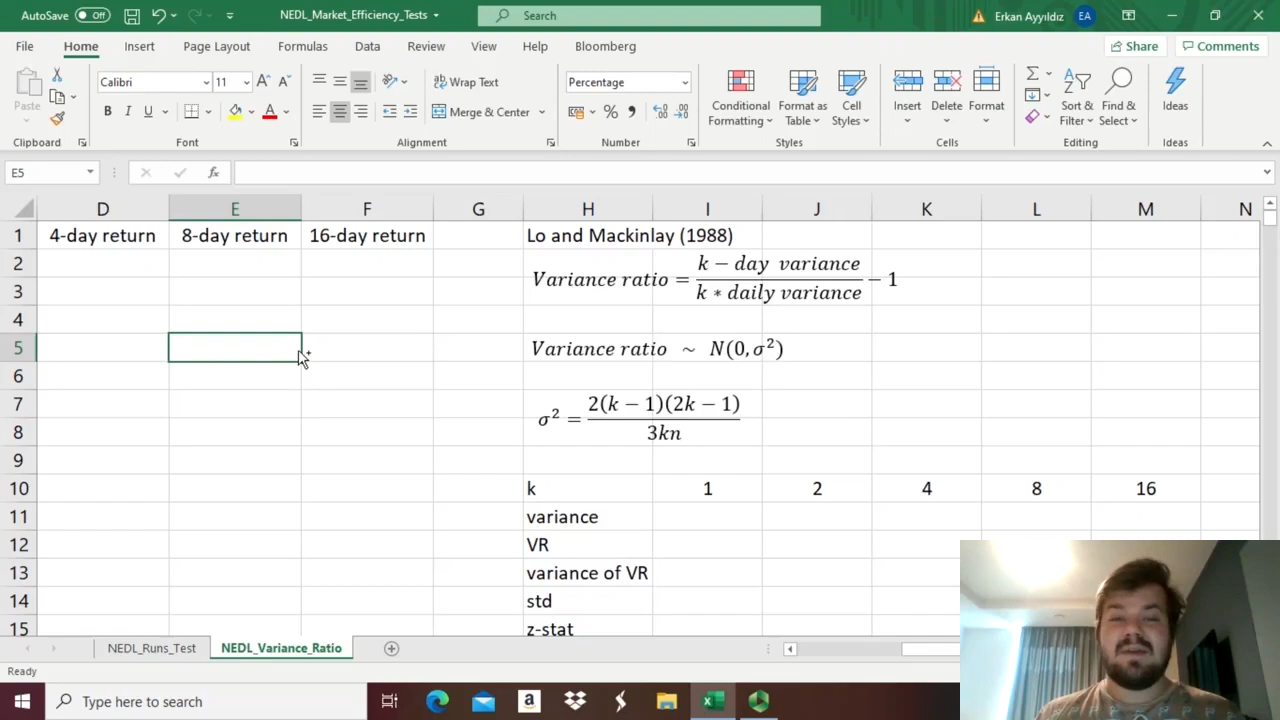 AutoSave Off NEDL_Market_Efficiency_Tests Search Erkan Ayyıldız EA
File Home Insert Page Layout Formulas Data Review View Help Bloomberg Share Comments
Paste Calibri 11 A A Wrap Text Percentage Conditional Formatting Format as Table Cell Styles Insert Delete Format Sort & Filter Find & Select Ideas
B I U A Merge & Center % ,
Clipboard Font Alignment Number Styles Cells Editing Ideas
E5 fx
D E F G H I J K L M N
1 4-day return 8-day return 16-day return Lo and Mackinlay (1988)
2
3
Variance ratio = k − day variance / k * daily variance − 1
4
5 Variance ratio ~ N(0, σ²)
6
7
8
σ² = 2(k − 1)(2k − 1) / 3kn
9
10 k 1 2 4 8 16
11 variance
12 VR
13 variance of VR
14 std
15 z-stat
NEDL_Runs_Test NEDL_Variance_Ratio
Ready
Type here to search